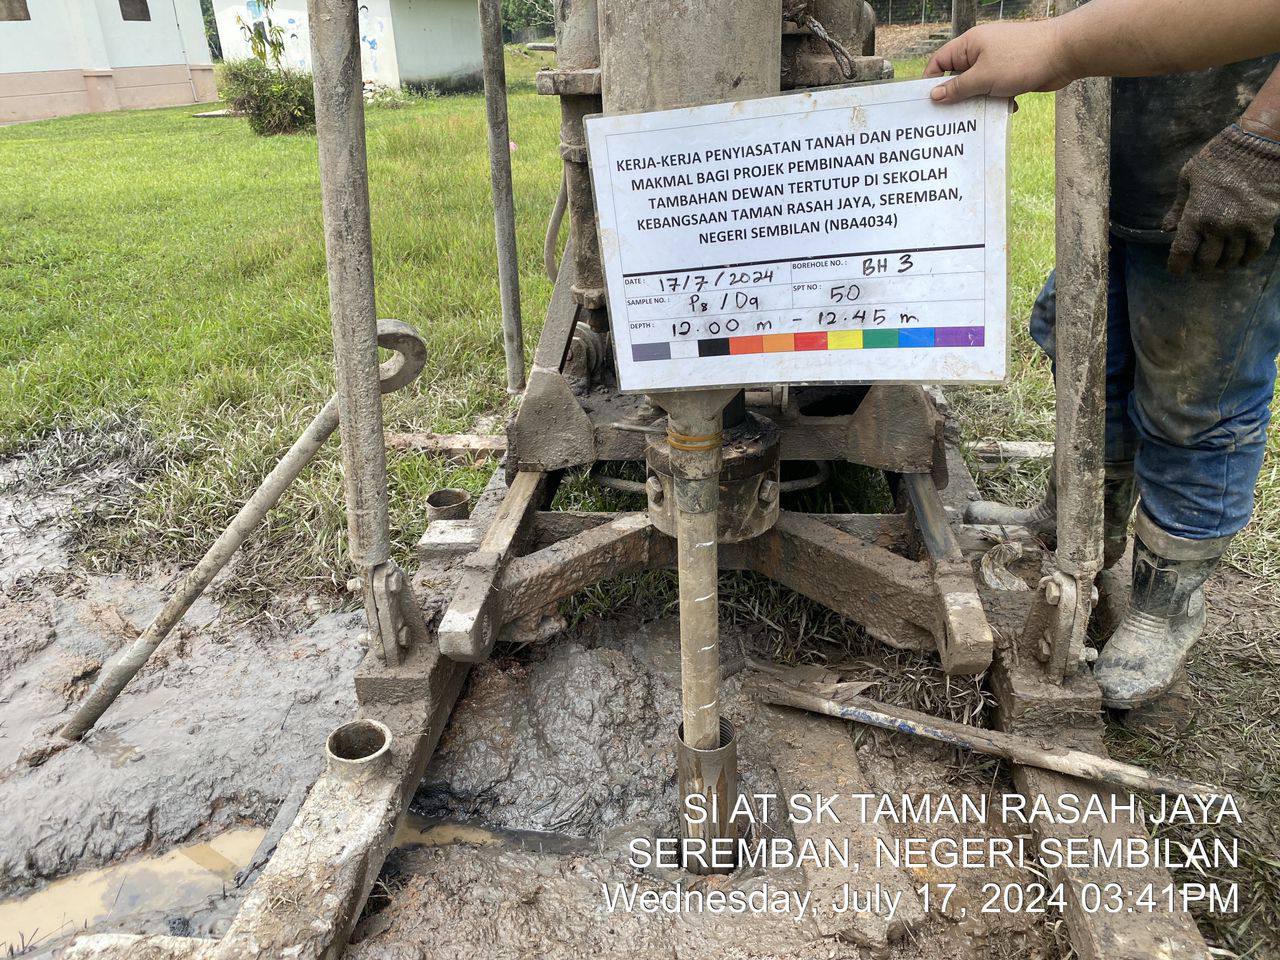 KERJA-KERJA PENYIASATAN TANAH DAN PENGUJIAN
MAKMAL BAGI PROJEK PEMBINAAN BANGUNAN
TAMBAHAN DEWAN TERTUTUP DI SEKOLAH
KEBANGSAAN TAMAN RASAH JAYA, SEREMBAN,
NEGERI SEMBILAN (NBA4034)
DATE : 17/7/2024 BOREHOLE NO. : BH 3
SAMPLE NO. : P8 / D9 SPT NO : 50
DEPTH : 12.00 m - 12.45 m
SI AT SK TAMAN RASAH JAYA
SEREMBAN, NEGERI SEMBILAN
Wednesday, July 17, 2024 03:41PM